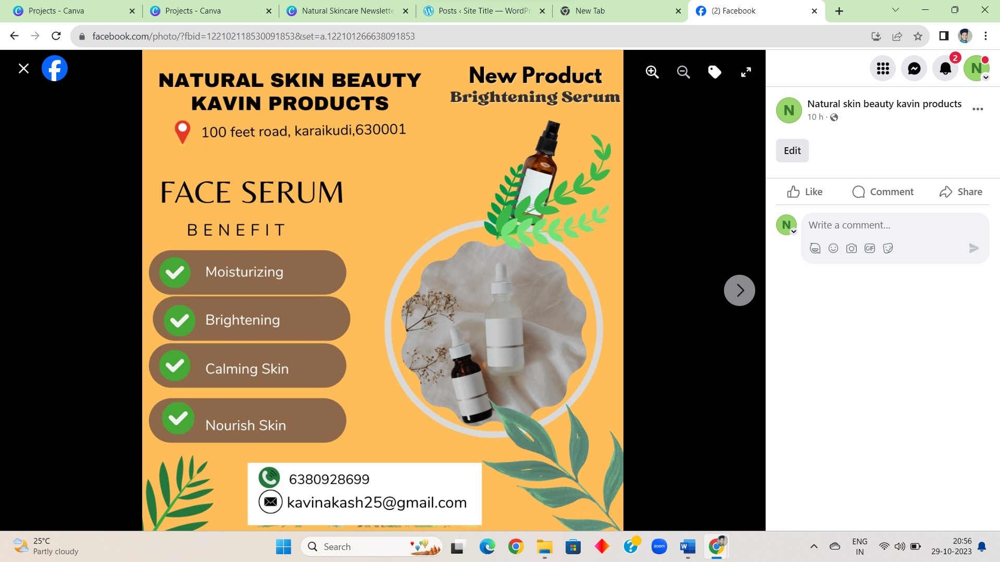 Projects - Canva
Projects - Canva
Natural Skincare Newslette
Posts ‹ Site Title — WordPr
New Tab
(2) Facebook
facebook.com/photo/?fbid=122102118530091853&set=a.122101266638091853
NATURAL SKIN BEAUTY
KAVIN PRODUCTS
100 feet road, karaikudi,630001
New Product
Brightening Serum
FACE SERUM
BENEFIT
Moisturizing
Brightening
Calming Skin
Nourish Skin
6380928699
kavinakash25@gmail.com
2
N
N
Natural skin beauty kavin products
10 h ·
Edit
Like
Comment
Share
N
Write a comment...
GIF
25°C
Partly cloudy
Search
zoom
W
ENG
IN
20:56
29-10-2023